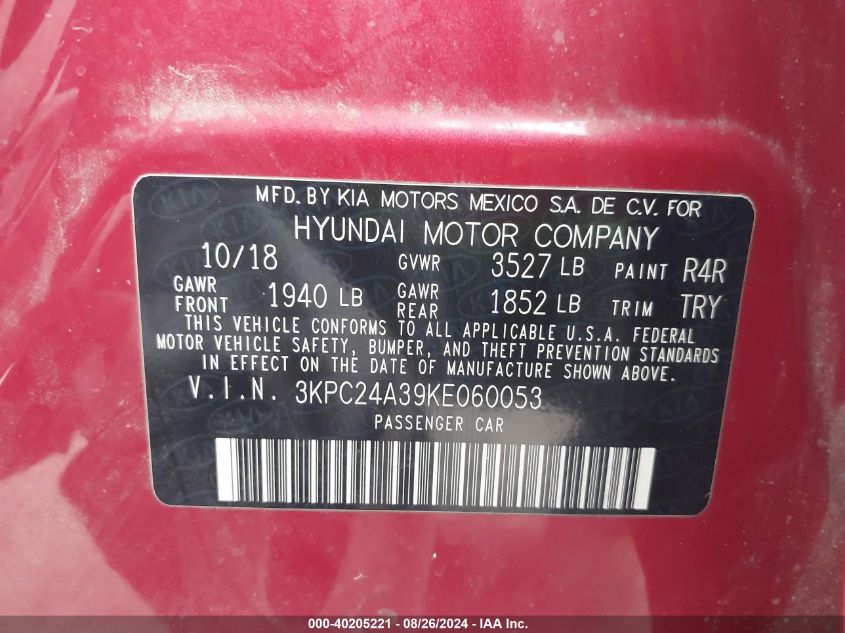 MFD. BY KIA MOTORS MEXICO S.A. DE C.V. FOR
HYUNDAI MOTOR COMPANY
10/18 GVWR 3527 LB PAINT R4R
GAWR FRONT 1940 LB GAWR REAR 1852 LB TRIM TRY
THIS VEHICLE CONFORMS TO ALL APPLICABLE U.S.A. FEDERAL
MOTOR VEHICLE SAFETY, BUMPER, AND THEFT PREVENTION STANDARDS
IN EFFECT ON THE DATE OF MANUFACTURE SHOWN ABOVE.
V.I.N. 3KPC24A39KE060053
PASSENGER CAR
000-40205221 - 08/26/2024 - IAA Inc.